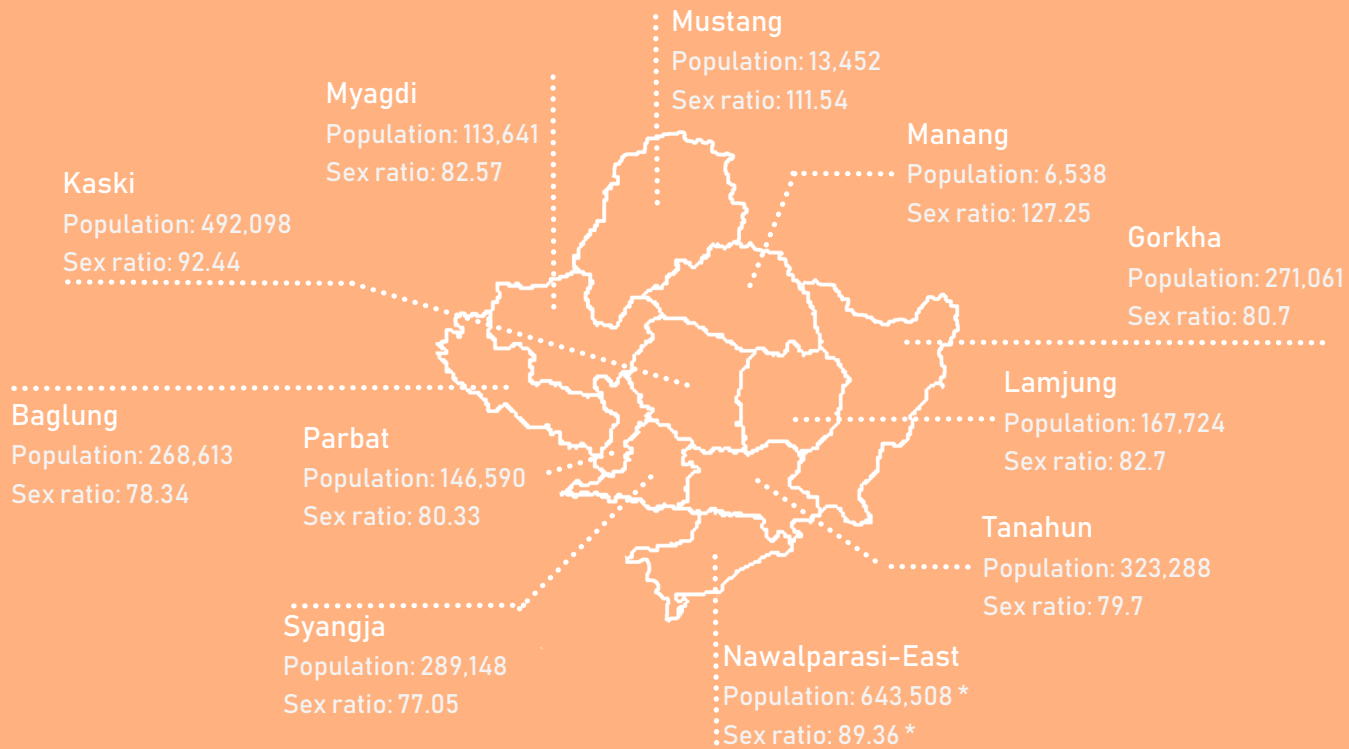 Mustang
Population: 13,452
Sex ratio: 111.54
Myagdi
Population: 113,641
Sex ratio: 82.57
Manang
Population: 6,538
Sex ratio: 127.25
Kaski
Population: 492,098
Sex ratio: 92.44
Gorkha
Population: 271,061
Sex ratio: 80.7
Lamjung
Population: 167,724
Sex ratio: 82.7
Baglung
Population: 268,613
Sex ratio: 78.34
Parbat
Population: 146,590
Sex ratio: 80.33
Tanahun
Population: 323,288
Sex ratio: 79.7
Syangja
Population: 289,148
Sex ratio: 77.05
Nawalparasi-East
Population: 643,508 *
Sex ratio: 89.36 *